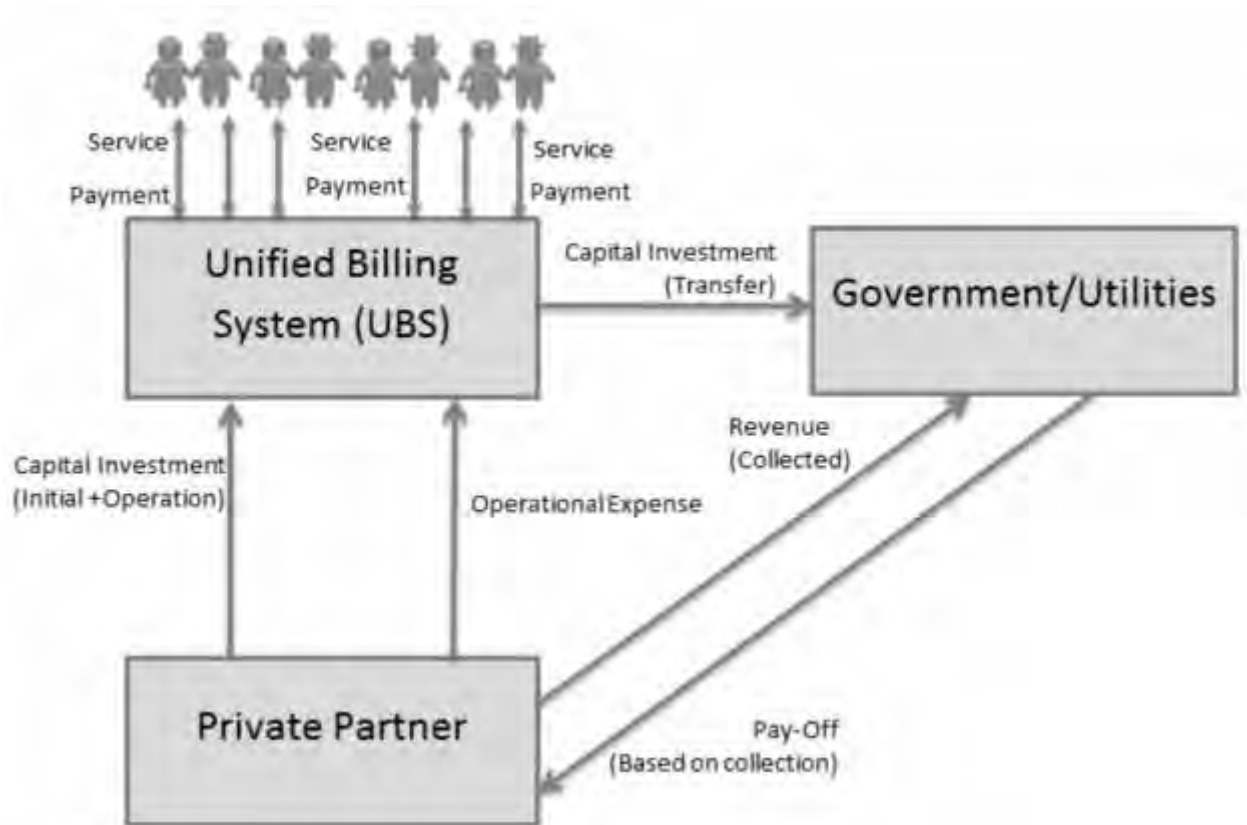 Service
Payment
Service
Payment
Service
Payment
Unified Billing
System (UBS)
Capital Investment
(Transfer)
Government/Utilities
Capital Investment
(Initial +Operation)
Operational Expense
Revenue
(Collected)
Private Partner
Pay-Off
(Based on collection)